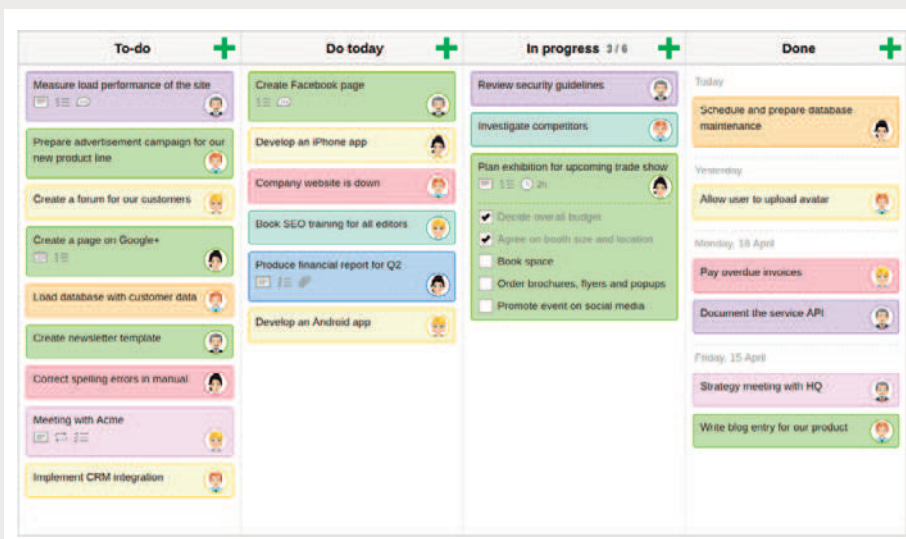 To-do
Measure load performance of the site
Prepare advertisement campaign for our
new product line
Create a forum for our customers
Create a page on Google+
Load database with customer data
Create newsletter template
Correct spelling errors in manual
Meeting with Acme
Implement CRM integration
Do today
Create Facebook page
Develop an iPhone app
Company website is down
Book SEO training for all editors
Produce financial report for Q2
Develop an Android app
In progress 3 / 6
Review security guidelines
Investigate competitors
Plan exhibition for upcoming trade show
2h
Decide overall budget
Agree on booth size and location
Book space
Order brochures, flyers and popups
Promote event on social media
Done
Today
Schedule and prepare database
maintenance
Yesterday
Allow user to upload avatar
Monday, 18 April
Pay overdue invoices
Document the service API
Friday, 15 April
Strategy meeting with HQ
Write blog entry for our product